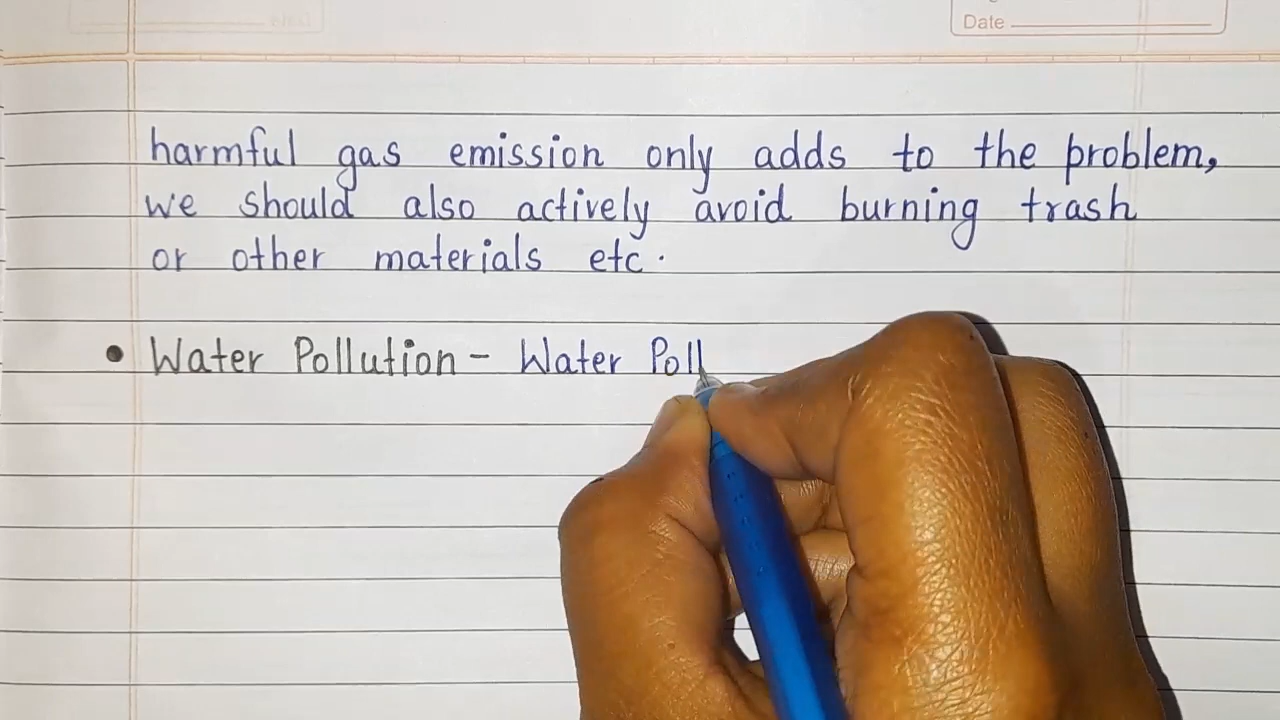 Date
harmful gas emission only adds to the problem,
we should also actively avoid burning trash
or other materials etc.
• Water Pollution - Water Poll